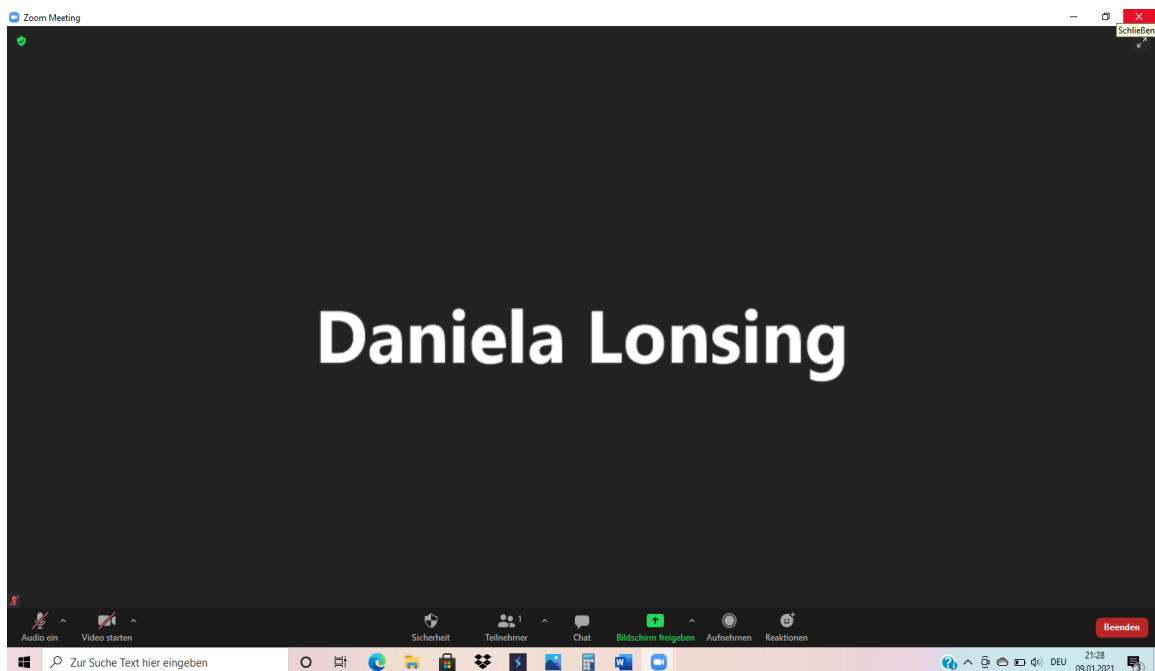 Zoom Meeting
Schließen
Daniela Lonsing
1
Audio ein Video starten Sicherheit Teilnehmer Chat Bildschirm freigeben Aufnehmen Reaktionen Beenden
Zur Suche Text hier eingeben DEU 21:28
09.01.2021 3